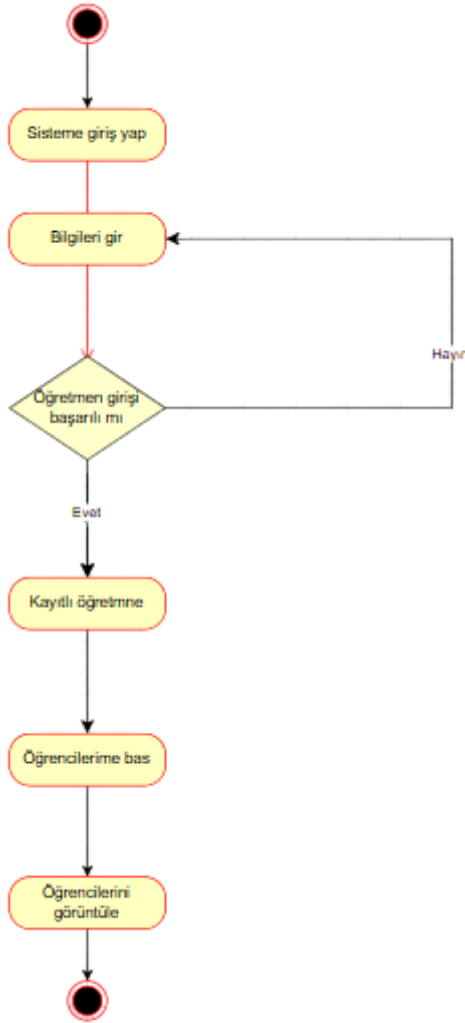 Sisteme giriş yap
Bilgileri gir
Hayır
Öğretmen girişi
başarılı mı
Evet
Kayıtlı öğretmne
Öğrencilerime bas
Öğrencilerini
görüntüle